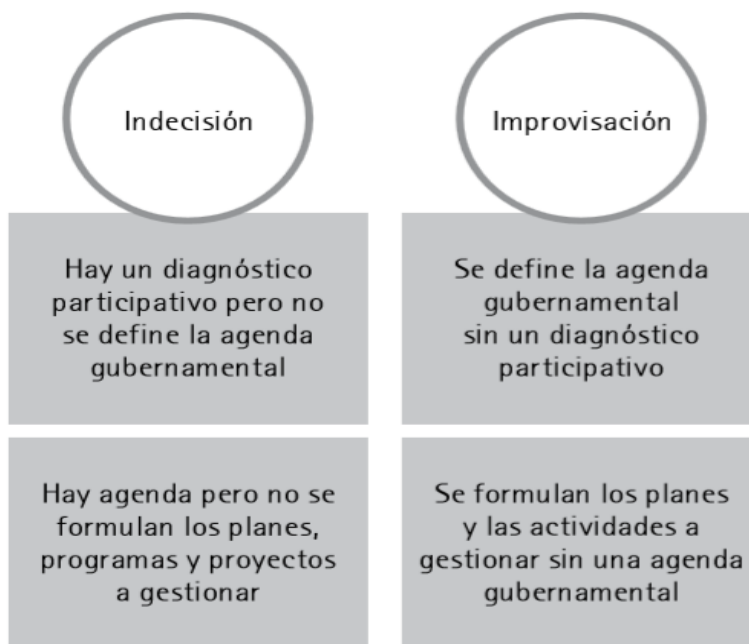 Indecisión
Improvisación
Hay un diagnóstico
participativo pero no
se define la agenda
gubernamental
Se define la agenda
gubernamental
sin un diagnóstico
participativo
Hay agenda pero no se
formulan los planes,
programas y proyectos
a gestionar
Se formulan los planes
y las actividades a
gestionar sin una agenda
gubernamental